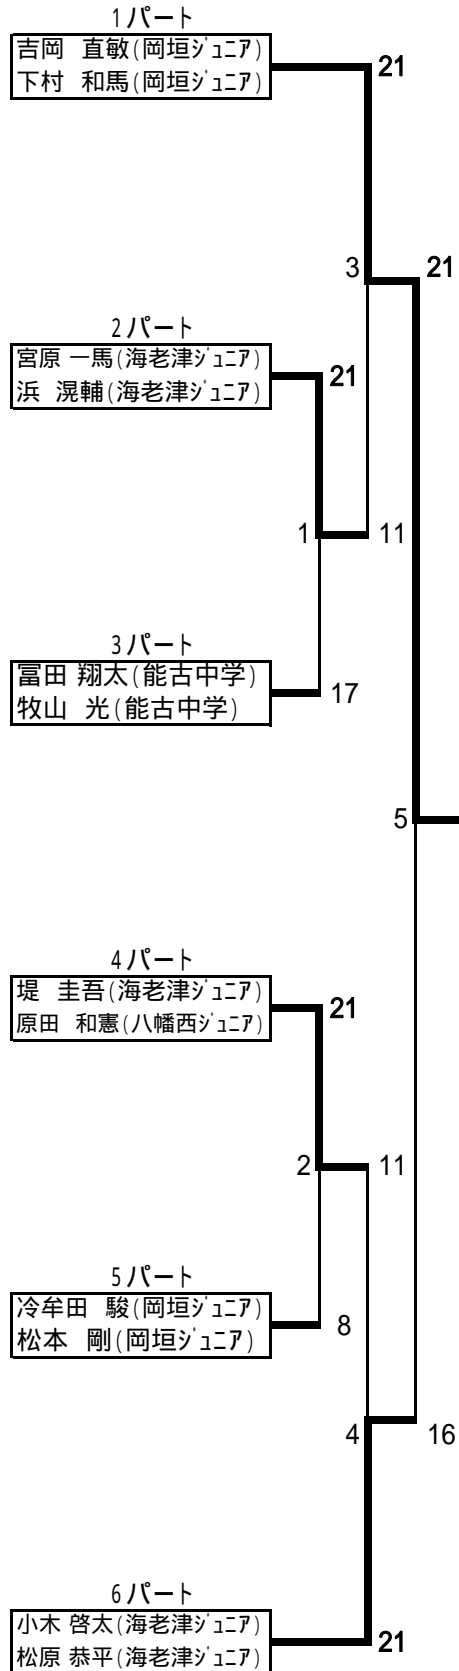 1パート
吉岡 直敏(岡垣ｼﾞｭﾆｱ)
下村 和馬(岡垣ｼﾞｭﾆｱ)
21
3
21
2パート
宮原 一馬(海老津ｼﾞｭﾆｱ)
浜 滉輔(海老津ｼﾞｭﾆｱ)
21
1
11
3パート
冨田 翔太(能古中学)
牧山 光(能古中学)
17
5
4パート
堤 圭吾(海老津ｼﾞｭﾆｱ)
原田 和憲(八幡西ｼﾞｭﾆｱ)
21
2
11
5パート
冷牟田 駿(岡垣ｼﾞｭﾆｱ)
松本 剛(岡垣ｼﾞｭﾆｱ)
8
4
16
6パート
小木 啓太(海老津ｼﾞｭﾆｱ)
松原 恭平(海老津ｼﾞｭﾆｱ)
21